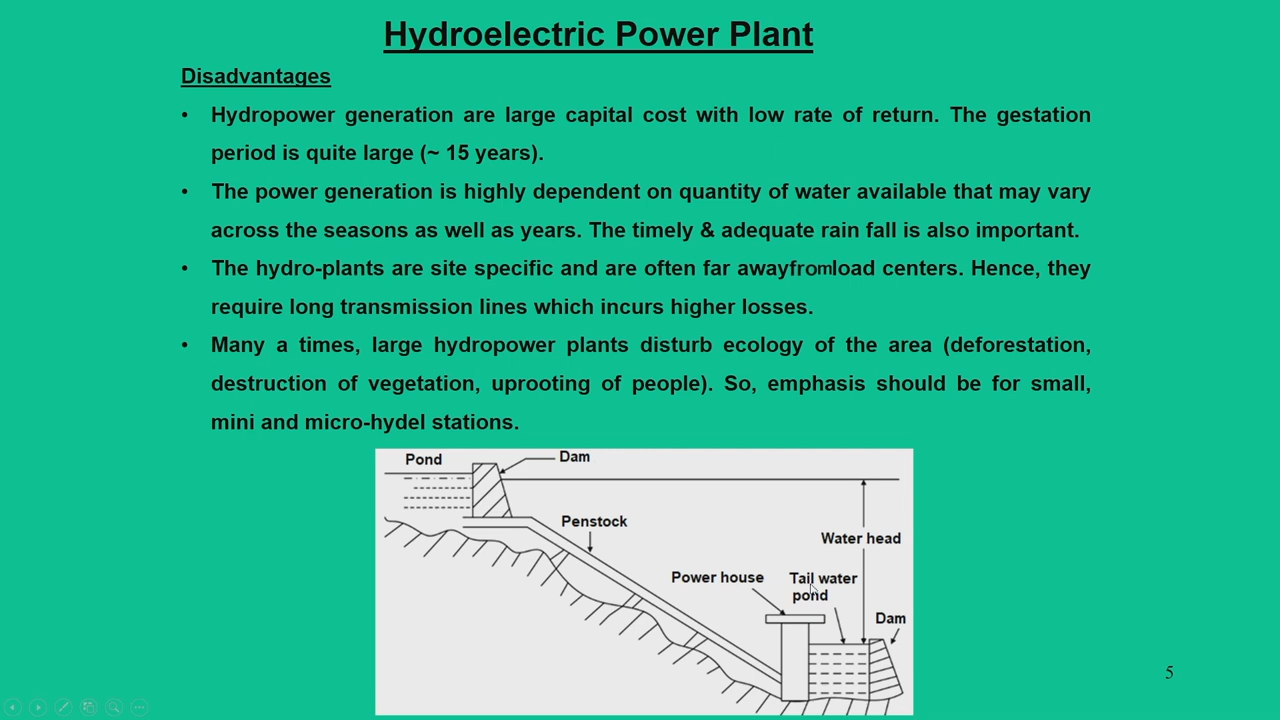 Hydroelectric Power Plant
Disadvantages
• Hydropower generation are large capital cost with low rate of return. The gestation
period is quite large (~ 15 years).
• The power generation is highly dependent on quantity of water available that may vary
across the seasons as well as years. The timely & adequate rain fall is also important.
• The hydro-plants are site specific and are often far awayfromload centers. Hence, they
require long transmission lines which incurs higher losses.
• Many a times, large hydropower plants disturb ecology of the area (deforestation,
destruction of vegetation, uprooting of people). So, emphasis should be for small,
mini and micro-hydel stations.
Pond
Dam
Penstock
Water head
Power house
Tail water
pond
Dam
5